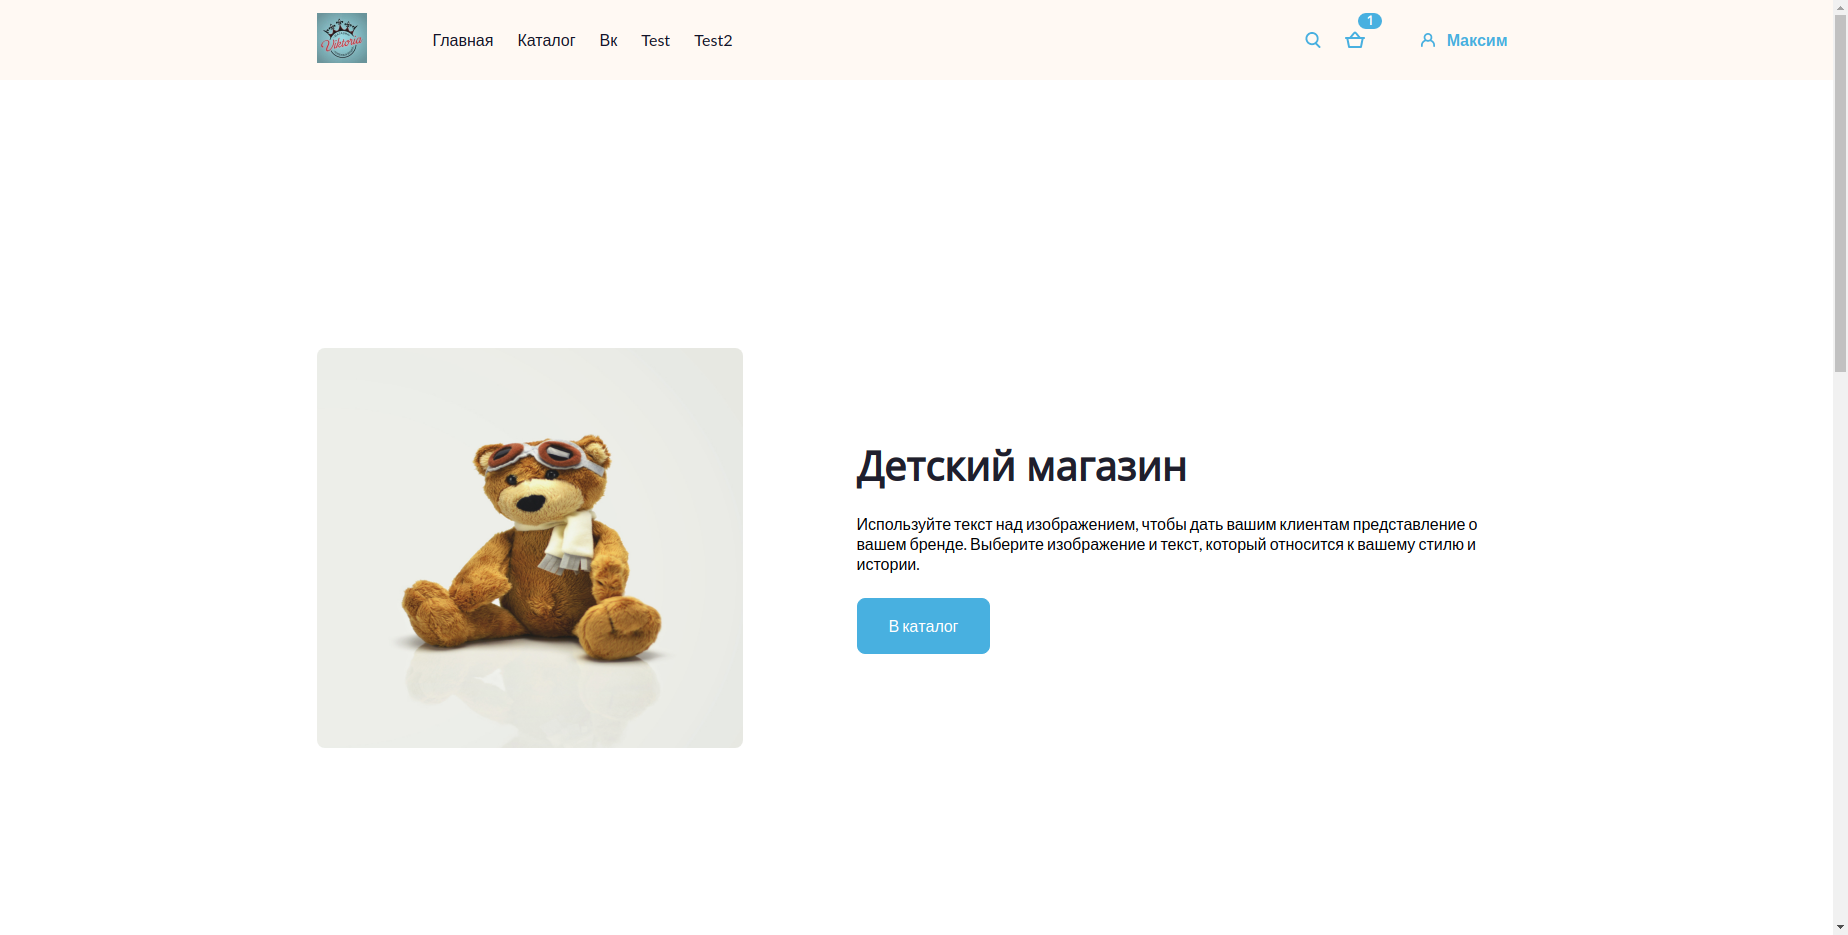 Viktoria
Главная Каталог Вк Test Test2
1
Максим
Детский магазин
Используйте текст над изображением, чтобы дать вашим клиентам представление о
вашем бренде. Выберите изображение и текст, который относится к вашему стилю и
истории.
В каталог